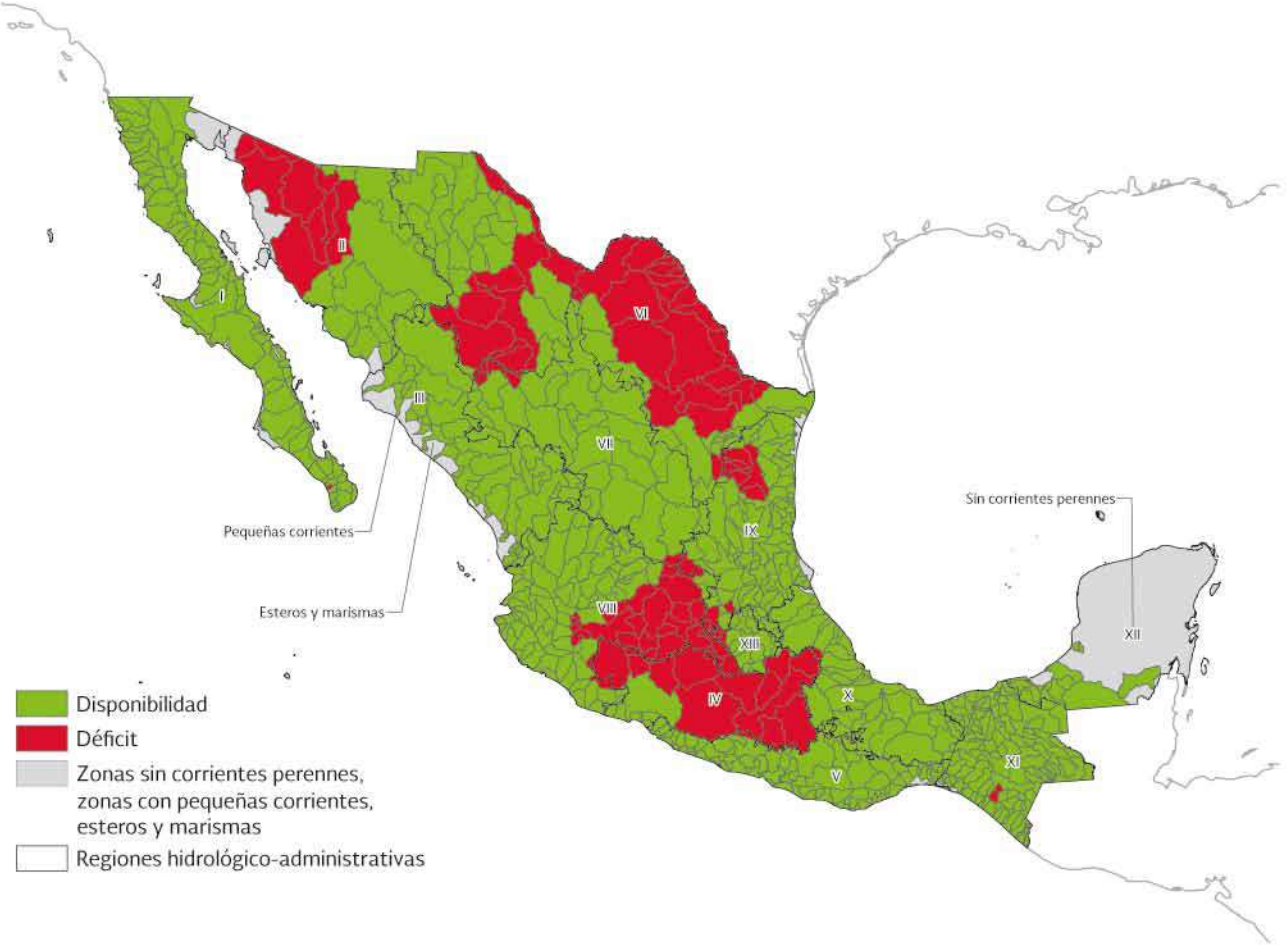 II
I
VI
III
VII
Sin corrientes perennes
Pequeñas corrientes
IX
Esteros y marismas
VIII
XIII
XII
IV
X
XI
V
Disponibilidad
Déficit
Zonas sin corrientes perennes,
zonas con pequeñas corrientes,
esteros y marismas
Regiones hidrológico-administrativas